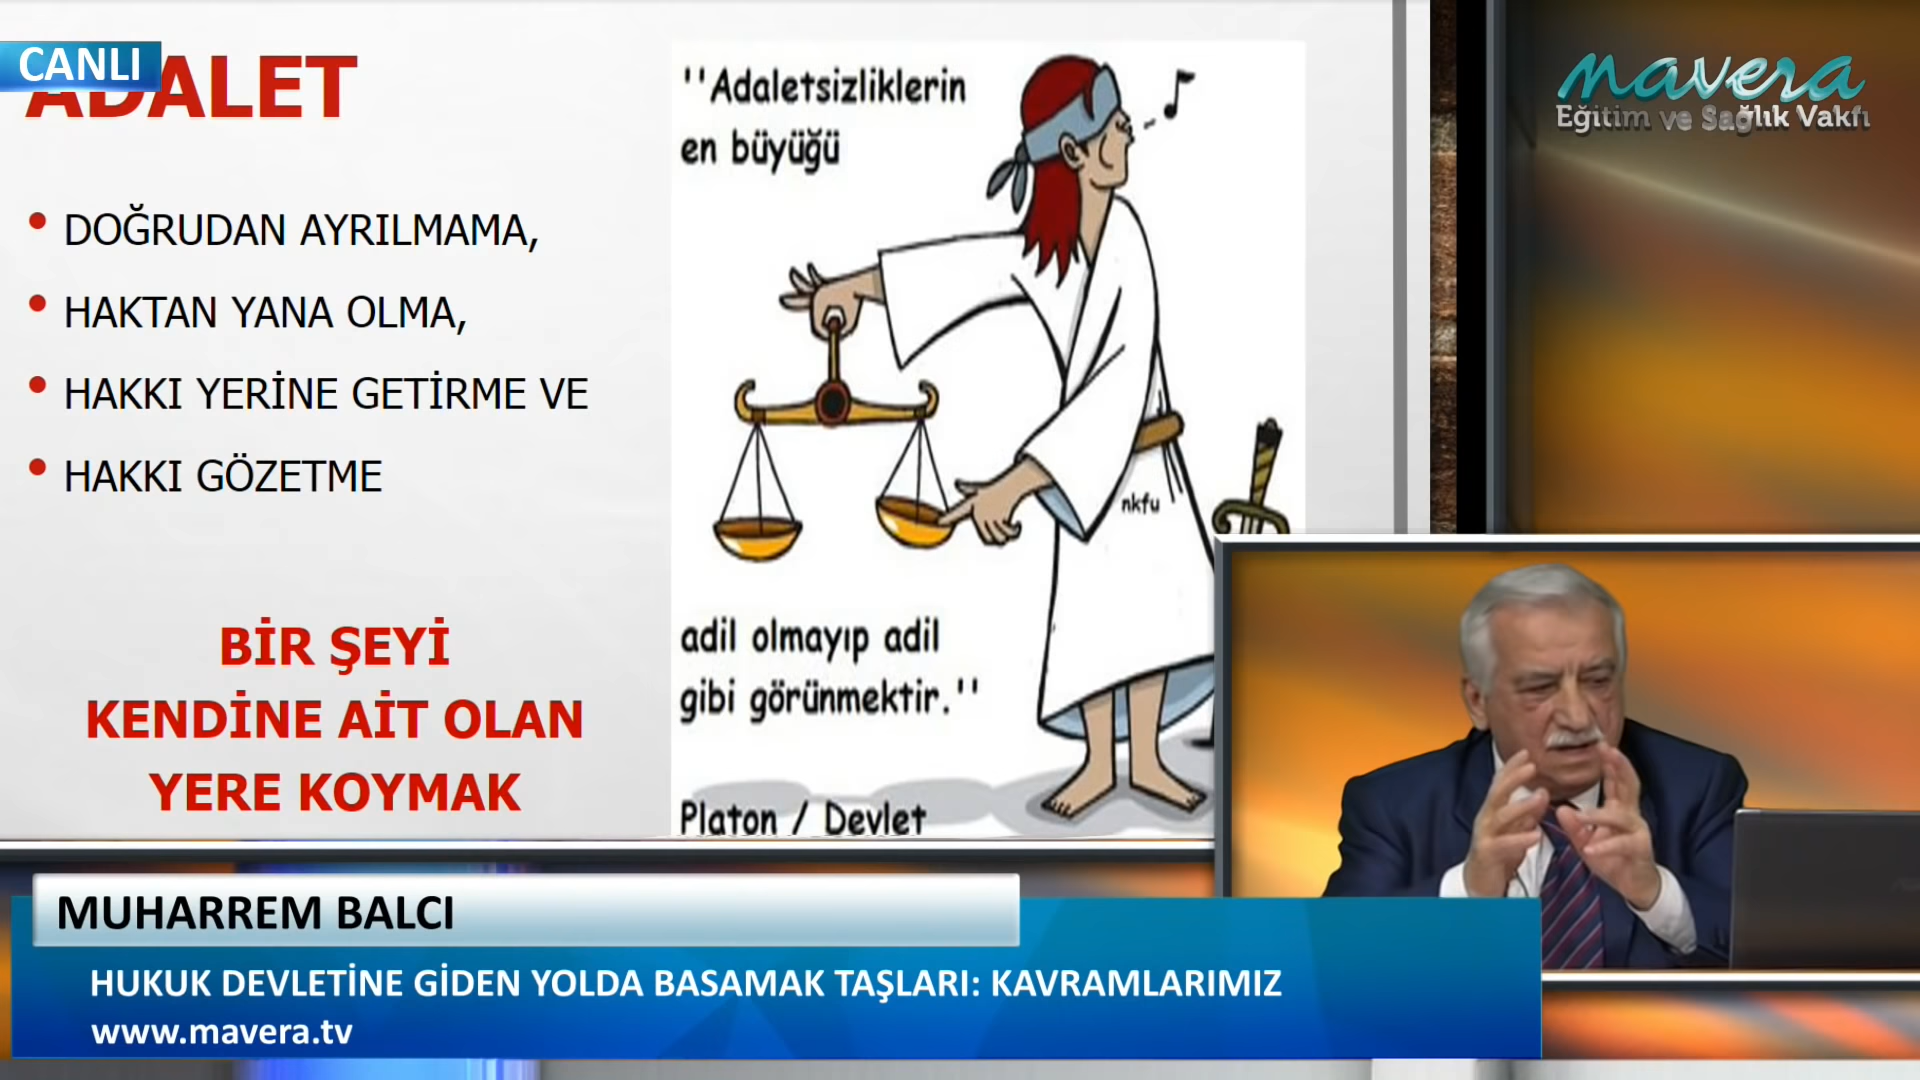 CANLI
ADALET
• DOĞRUDAN AYRILMAMA,
• HAKTAN YANA OLMA,
• HAKKI YERİNE GETİRME VE
• HAKKI GÖZETME
BİR ŞEYİ
KENDİNE AİT OLAN
YERE KOYMAK
''Adaletsizliklerin
en büyüğü
nkfu
adil olmayıp adil
gibi görünmektir.''
Platon / Devlet
mavera
Eğitim ve Sağlık Vakfı
MUHARREM BALCI
HUKUK DEVLETİNE GİDEN YOLDA BASAMAK TAŞLARI: KAVRAMLARIMIZ
www.mavera.tv